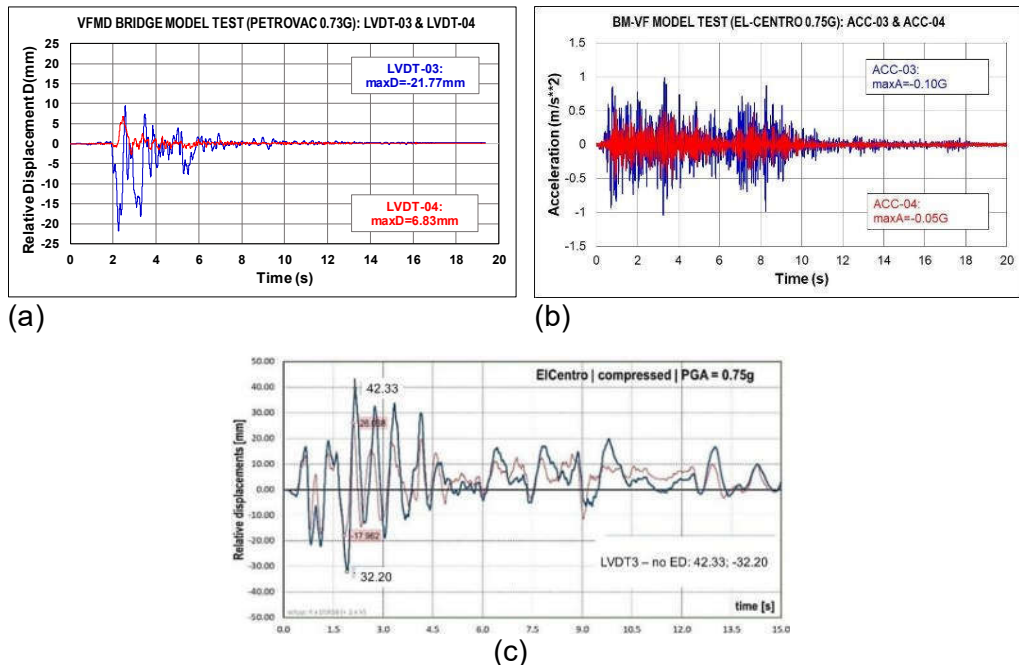 VFMD BRIDGE MODEL TEST (PETROVAC 0.73G): LVDT-03 & LVDT-04
Relative Displacement D(mm)
25
20
15
10
5
0
-5
-10
-15
-20
-25
LVDT-03:
maxD=-21.77mm
LVDT-04:
maxD=6.83mm
0 2 4 6 8 10 12 14 16 18 20
Time (s)
(a)
BM-VF MODEL TEST (EL-CENTRO 0.75G): ACC-03 & ACC-04
Acceleration (m/s**2)
1.5
1
0.5
0
-0.5
-1
-1.5
ACC-03:
maxA=-0.10G
ACC-04:
maxA=-0.05G
0 2 4 6 8 10 12 14 16 18 20
Time (s)
(b)
ElCentro | compressed | PGA = 0.75g
Relative displacements [mm]
50.00
40.00
30.00
20.00
10.00
0.00
-10.00
-20.00
-30.00
-40.00
-50.00
42.33
-17.962
32.20
LVDT3 – no ED: 42.33; -32.20
time [s]
0.0 1.5 3.0 4.5 6.0 7.5 9.0 10.5 12.0 13.5 15.0
(c)